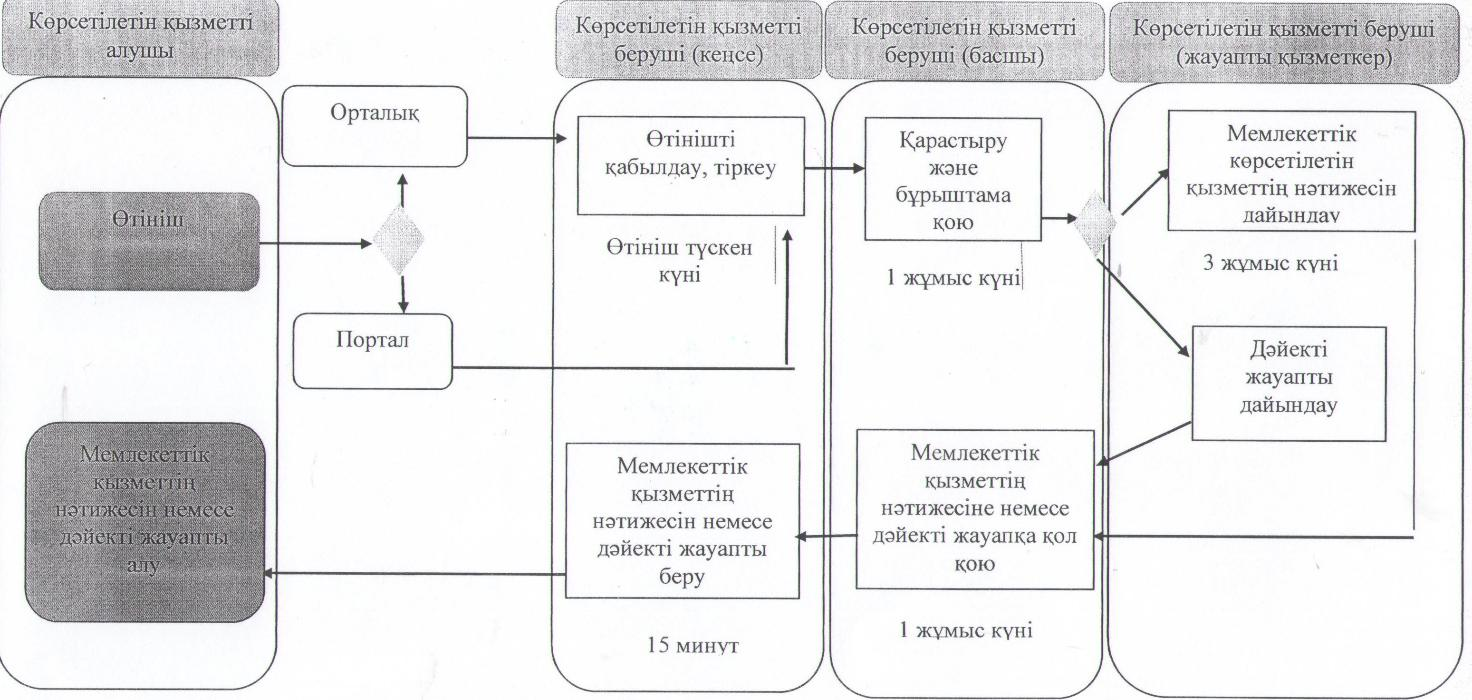 Көрсетілетін қызметті
алушы
Көрсетілетін қызметті
беруші (кеңсе)
Көрсетілетін қызметті
беруші (басшы)
Көрсетілетін қызметті беруші
(жауапты қызметкер)
Өтініш
Орталық
Портал
Өтінішті
қабылдау, тіркеу
Өтініш түскен
күні
Қарастыру
және
бұрыштама
қою
1 жұмыс күні
Мемлекеттік
көрсетілетін
қызметтің нәтижесін
дайындау
3 жұмыс күні
Дәйекті
жауапты
дайындау
Мемлекеттік
қызметтің
нәтижесіне немесе
дәйекті жауапқа қол
қою
1 жұмыс күні
Мемлекеттік
қызметтің
нәтижесін немесе
дәйекті жауапты
беру
15 минут
Мемлекеттік
қызметтің
нәтижесін немесе
дәйекті жауапты
алу